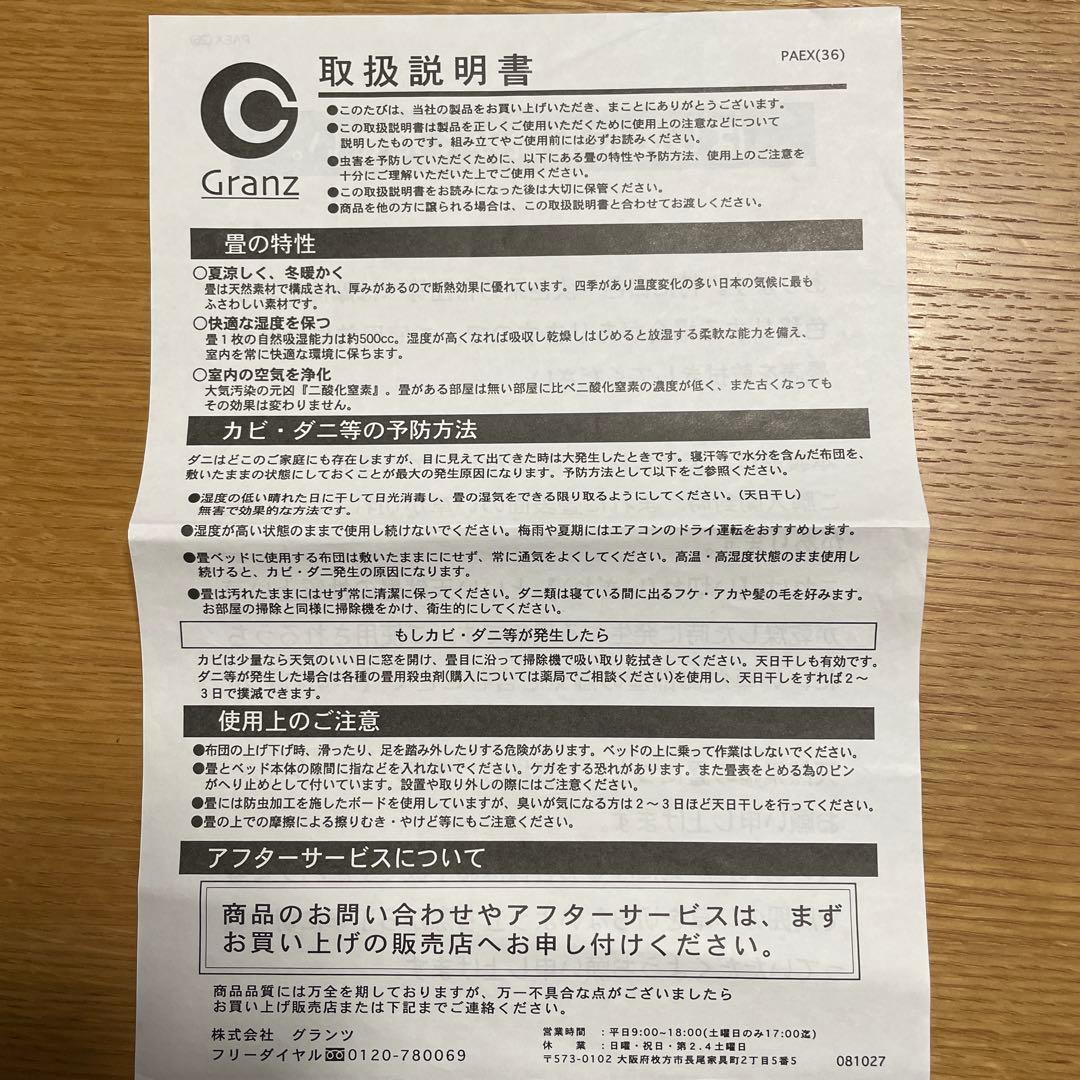 PAEX(36)
取扱説明書
Granz
●このたびは、当社の製品をお買い上げいただき、まことにありがとうございます。
●この取扱説明書は製品を正しくご使用いただくために使用上の注意などについて
説明したものです。組み立てやご使用前には必ずお読みください。
●虫害を予防していただくために、以下にある畳の特性や予防方法、使用上のご注意を
十分にご理解いただいた上でご使用ください。
●この取扱説明書をお読みになった後は大切に保管ください。
●商品を他の方に譲られる場合は、この取扱説明書と合わせてお渡しください。
畳の特性
○夏涼しく、冬暖かく
畳は天然素材で構成され、厚みがあるので断熱効果に優れています。四季があり温度変化の多い日本の気候に最も
ふさわしい素材です。
○快適な湿度を保つ
畳１枚の自然吸湿能力は約500cc。湿度が高くなれば吸収し乾燥しはじめると放湿する柔軟な能力を備え、
室内を常に快適な環境に保ちます。
○室内の空気を浄化
大気汚染の元凶『二酸化窒素』。畳がある部屋は無い部屋に比べ二酸化窒素の濃度が低く、また古くなっても
その効果は変わりません。
カビ・ダニ等の予防方法
ダニはどこのご家庭にも存在しますが、目に見えて出てきた時は大発生したときです。寝汗等で水分を含んだ布団を、
敷いたままの状態にしておくことが最大の発生原因になります。予防方法として以下をご参照ください。
●湿度の低い晴れた日に干して日光消毒し、畳の湿気をできる限り取るようにしてください。(天日干し)
無害で効果的な方法です。
●湿度が高い状態のままで使用し続けないでください。梅雨や夏期にはエアコンのドライ運転をおすすめします。
●畳ベッドに使用する布団は敷いたままににせず、常に通気をよくしてください。高温・高湿度状態のまま使用し
続けると、カビ・ダニ発生の原因になります。
●畳は汚れたままにはせず常に清潔に保ってください。ダニ類は寝ている間に出るフケ・アカや髪の毛を好みます。
お部屋の掃除と同様に掃除機をかけ、衛生的にしてください。
もしカビ・ダニ等が発生したら
カビは少量なら天気のいい日に窓を開け、畳目に沿って掃除機で吸い取り乾拭きしてください。天日干しも有効です。
ダニ等が発生した場合は各種の畳用殺虫剤(購入については薬局でご相談ください)を使用し、天日干しをすれば２～
３日で撲滅できます。
使用上のご注意
●布団の上げ下げ時、滑ったり、足を踏み外したりする危険があります。ベッドの上に乗って作業はしないでください。
●畳とベッド本体の隙間に指などを入れないでください。ケガをする恐れがあります。また畳表をとめる為のピン
がへり止めとして付いています。設置や取り外しの際にはご注意ください。
●畳には防虫加工を施したボードを使用していますが、臭いが気になる方は２～３日ほど天日干しを行ってください。
●畳の上での摩擦による擦りむき・やけど等にもご注意ください。
アフターサービスについて
商品のお問い合わせやアフターサービスは、まず
お買い上げの販売店へお申し付けください。
商品品質には万全を期しておりますが、万一不具合な点がございましたら
お買い上げ販売店または下記までご連絡ください。
株式会社 グランツ
フリーダイヤル0120-780069
営業時間 : 平日9:00~18:00(土曜日のみ17:00迄)
休 業 : 日曜・祝日・第2.4土曜日
〒573-0102 大阪府枚方市長尾家具町2丁目5番5
081027